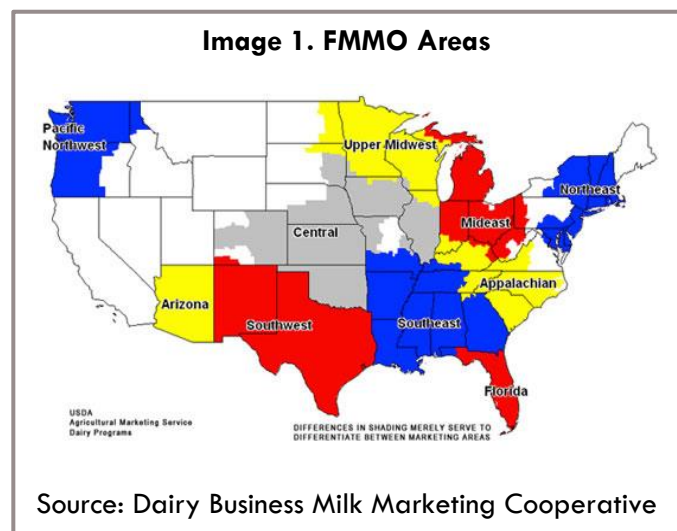 Image 1. FMMO Areas
Pacific
Northwest
Upper Midwest
Northeast
Mideast
Central
Appalachian
Arizona
Southwest
Southeast
Florida
USDA
Agricultural Marketing Service
Dairy Programs
DIFFERENCES IN SHADING MERELY SERVE TO
DIFFERENTIATE BETWEEN MARKETING AREAS
Source: Dairy Business Milk Marketing Cooperative